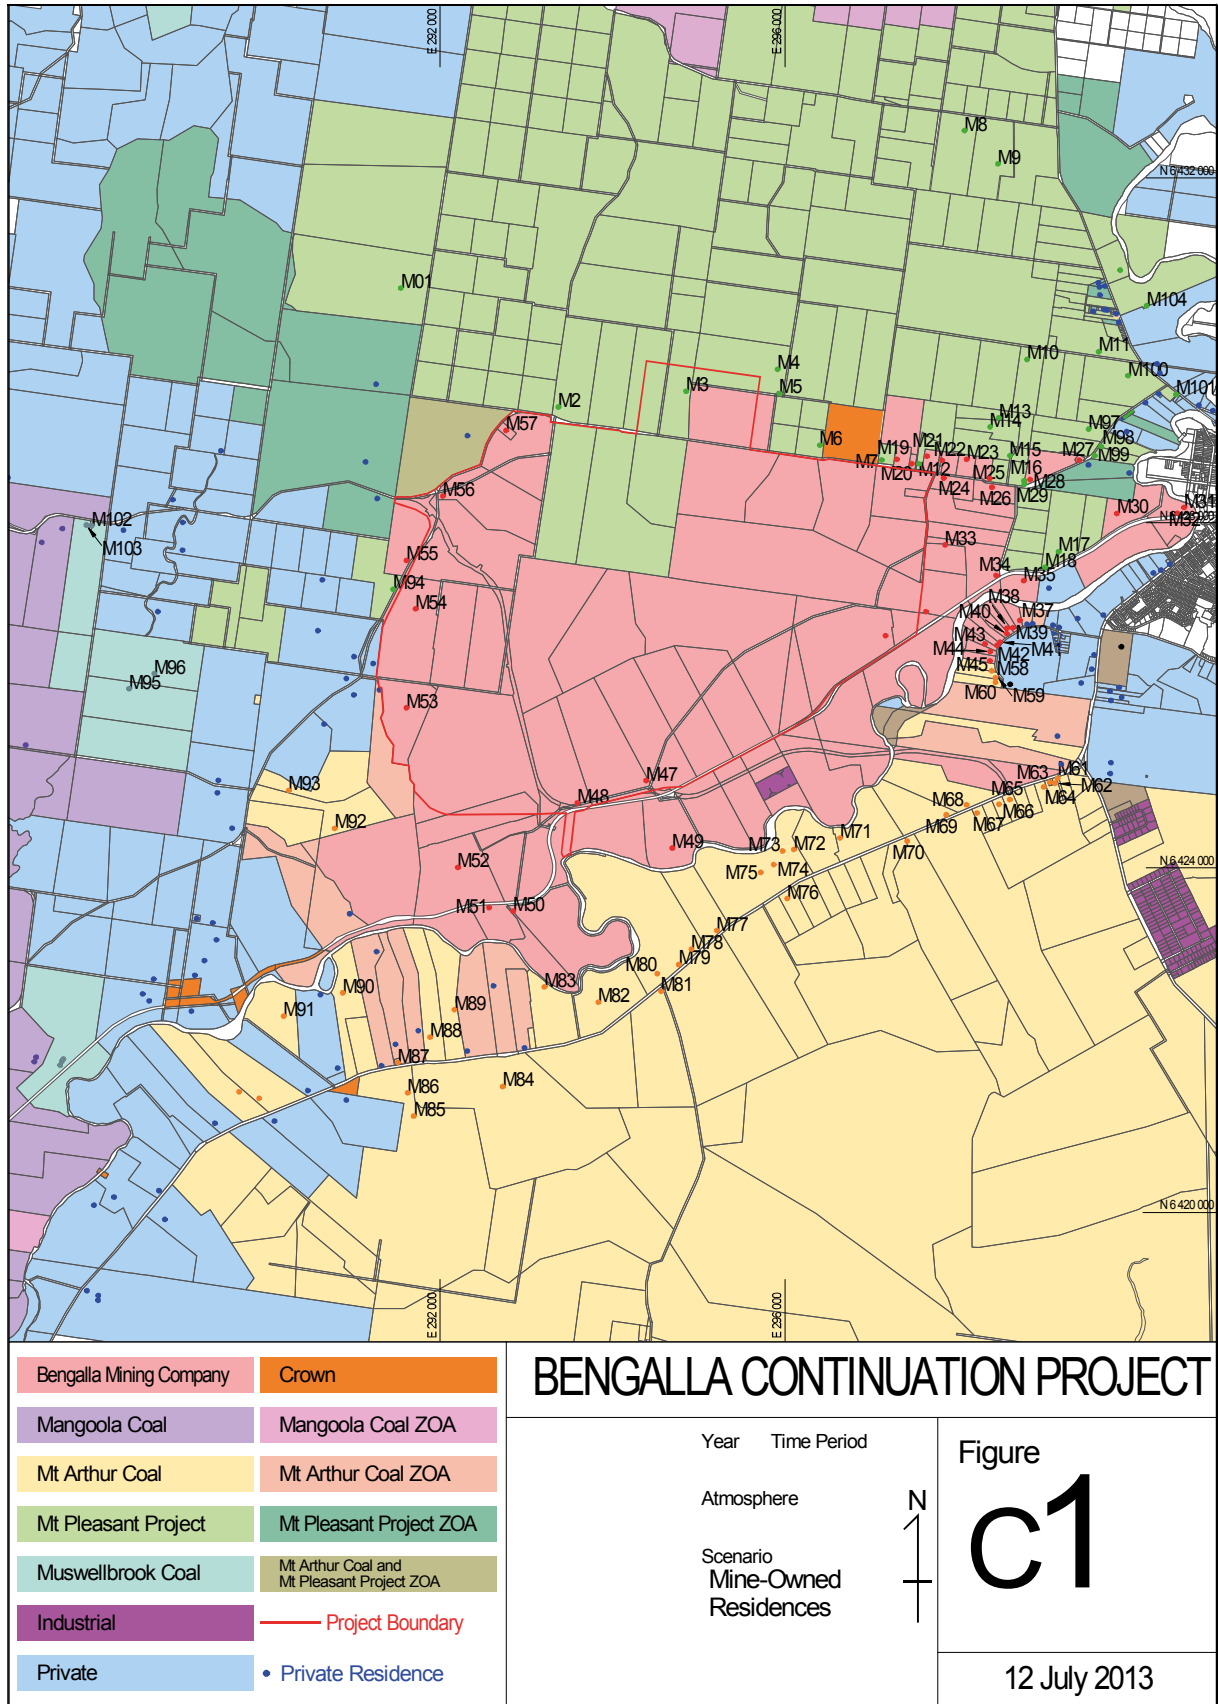 E 292 000
E 296 000
M8
M9
N 6 432 000
M01
M104
M4
M10
M11
M3
M5
M100
M101
M2
M13
M14
M57
M6
M97
M19
M21
M98
M7
M22
M23
M15
M27
M99
M20
M12
M25
M16
M24
M28
M56
M26
M29
M30
M31
M32
M102
M103
M33
M17
M55
M18
M34
M35
M94
M54
M38
M40
M37
M39
M43
M44
M42
M4
M45
M58
M96
M95
M60
M59
M53
M47
M63
M61
M93
M65
M64
M62
M48
M68
M66
M92
M69
M67
M71
M73
M72
M70
M49
M52
M75
M74
N 6 424 000
M76
M51
M50
M77
M78
M79
M80
M83
M81
M90
M82
M91
M89
M88
M87
M84
M86
M85
N 6 420 000
E 292 000
E 296 000
Bengalla Mining Company
Crown
Mangoola Coal
Mangoola Coal ZOA
Mt Arthur Coal
Mt Arthur Coal ZOA
Mt Pleasant Project
Mt Pleasant Project ZOA
Muswellbrook Coal
Mt Arthur Coal and
Mt Pleasant Project ZOA
Industrial
Project Boundary
Private
Private Residence
BENGALLA CONTINUATION PROJECT
Year Time Period
Atmosphere
N
Scenario
Mine-Owned
Residences
Figure
C1
12 July 2013